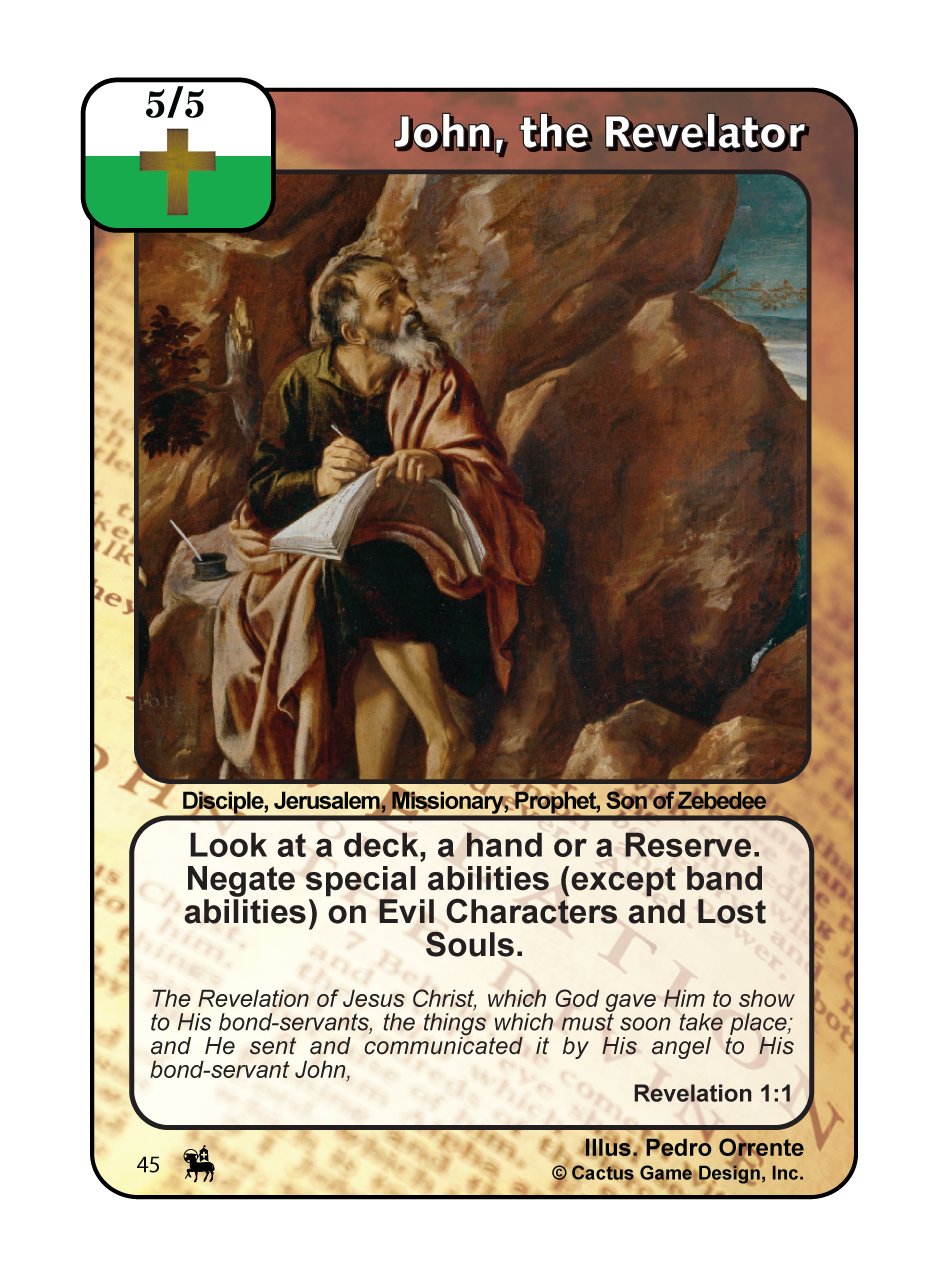 5/5
John, the Revelator
Disciple, Jerusalem, Missionary, Prophet, Son of Zebedee
Look at a deck, a hand or a Reserve.
Negate special abilities (except band
abilities) on Evil Characters and Lost
Souls.
The Revelation of Jesus Christ, which God gave Him to show
to His bond-servants, the things which must soon take place;
and He sent and communicated it by His angel to His
bond-servant John,
Revelation 1:1
45
Illus. Pedro Orrente
© Cactus Game Design, Inc.